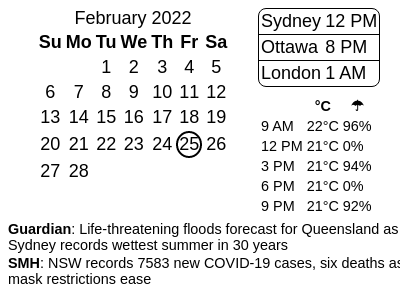 February 2022
Su Mo Tu We Th Fr Sa
1 2 3 4 5
6 7 8 9 10 11 12
13 14 15 16 17 18 19
20 21 22 23 24 25 26
27 28
Sydney 12 PM
Ottawa 8 PM
London 1 AM
°C ☂
9 AM 22°C 96%
12 PM 21°C 0%
3 PM 21°C 94%
6 PM 21°C 0%
9 PM 21°C 92%
Guardian: Life-threatening floods forecast for Queensland as
Sydney records wettest summer in 30 years
SMH: NSW records 7583 new COVID-19 cases, six deaths as
mask restrictions ease